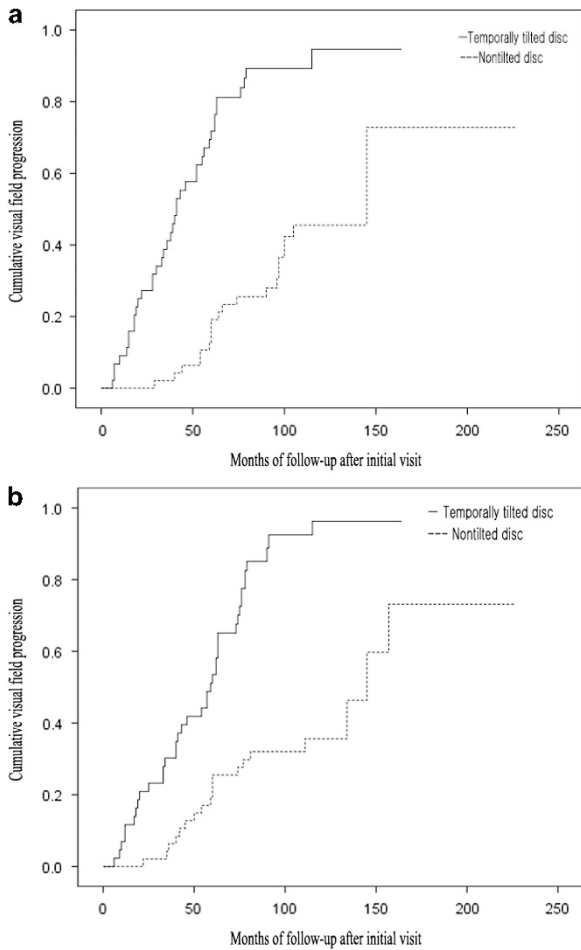 a
1.0
0.8
0.6
0.4
0.2
0.0
Cumulative visual field progression
Temporally tilted disc
Nontilted disc
0 50 100 150 200 250
Months of follow-up after initial visit
b
1.0
0.8
0.6
0.4
0.2
0.0
Cumulative visual field progression
Temporally tilted disc
Nontilted disc
0 50 100 150 200 250
Months of follow-up after initial visit